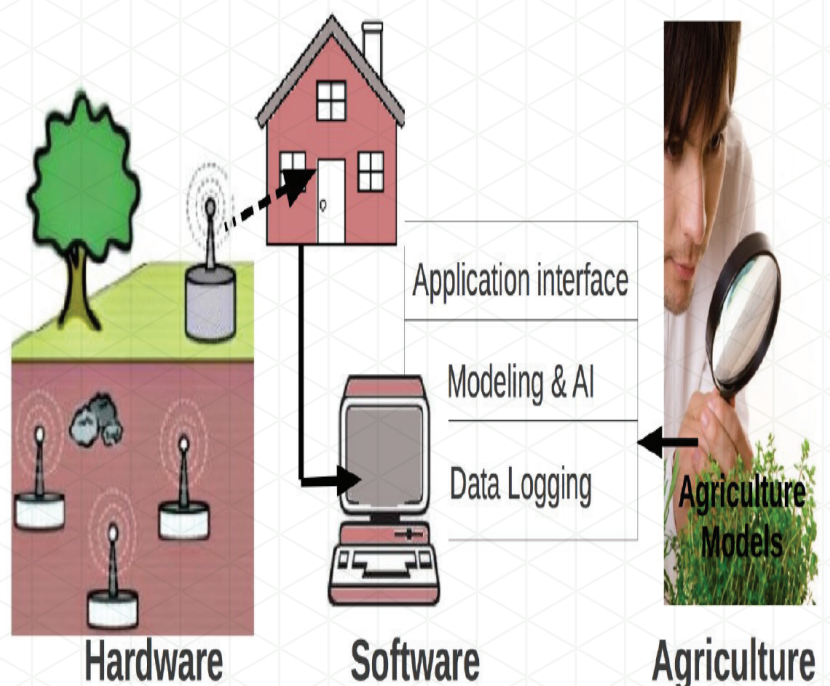 Application interface
Modeling & AI
Data Logging
Agriculture
Models
Hardware
Software
Agriculture